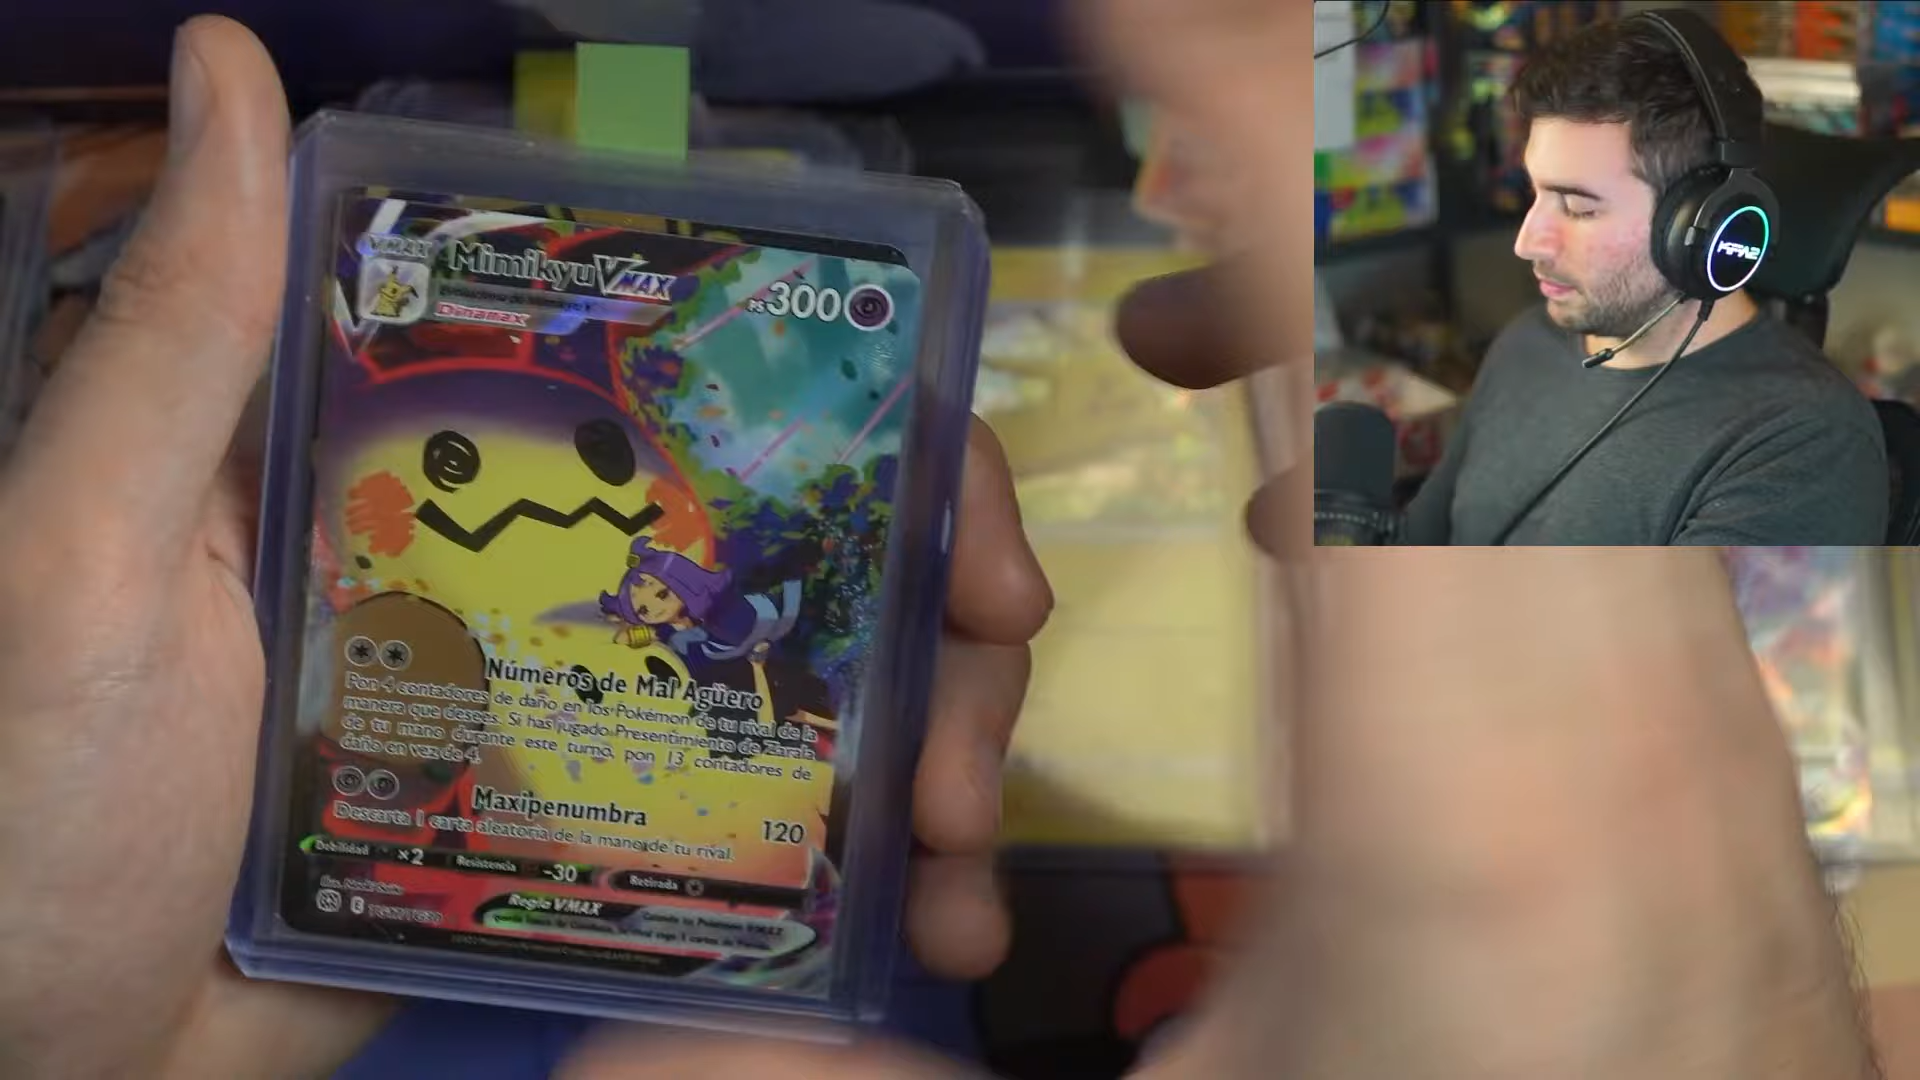 VMAX
Mimikyu VMAX
Dinamax
PS 300
Números de Mal Agüero
Pon 4 contadores de daño en los Pokémon de tu rival de la
manera que desees. Si has jugado Presentimiento de Zarala
de tu mano durante este turno, pon 13 contadores de
daño en vez de 4.
Maxipenumbra 120
Descarta 1 carta aleatoria de la mano de tu rival.
Debilidad ×2 Resistencia -30 Retirada
Regla VMAX
E